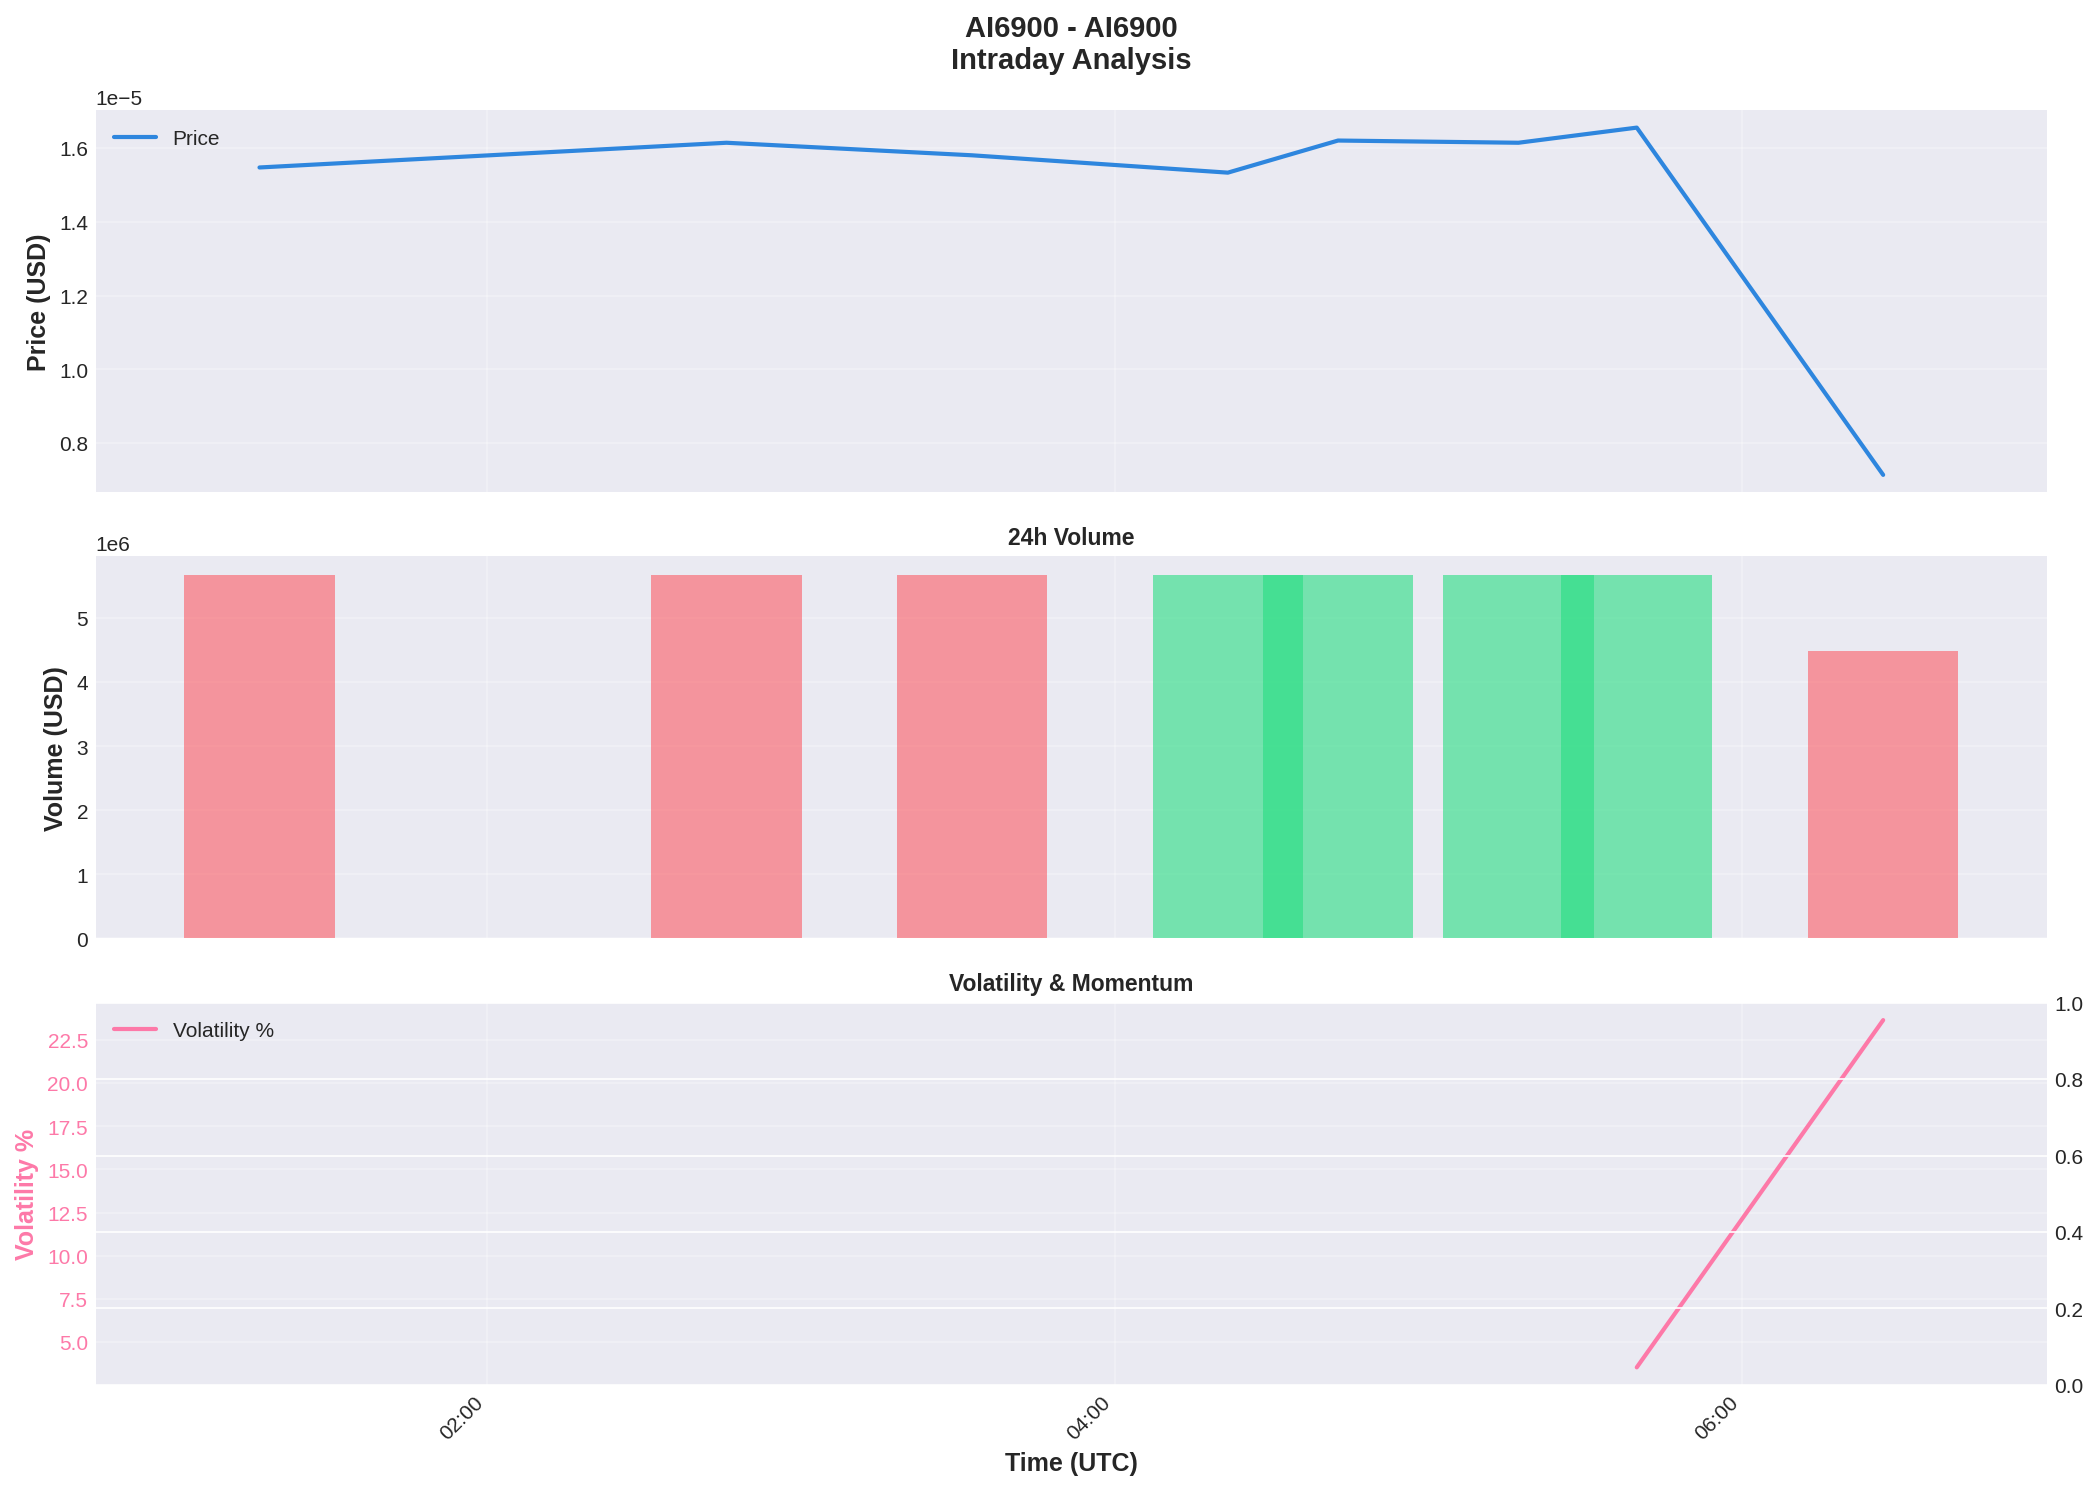 AI6900 - AI6900
Intraday Analysis
1e−5
Price
1.6
1.4
1.2
1.0
0.8
Price (USD)
24h Volume
1e6
5
4
3
2
1
0
Volume (USD)
Volatility & Momentum
Volatility %
22.5
20.0
17.5
15.0
12.5
10.0
7.5
5.0
Volatility %
1.0
0.8
0.6
0.4
0.2
0.0
02:00
04:00
06:00
Time (UTC)